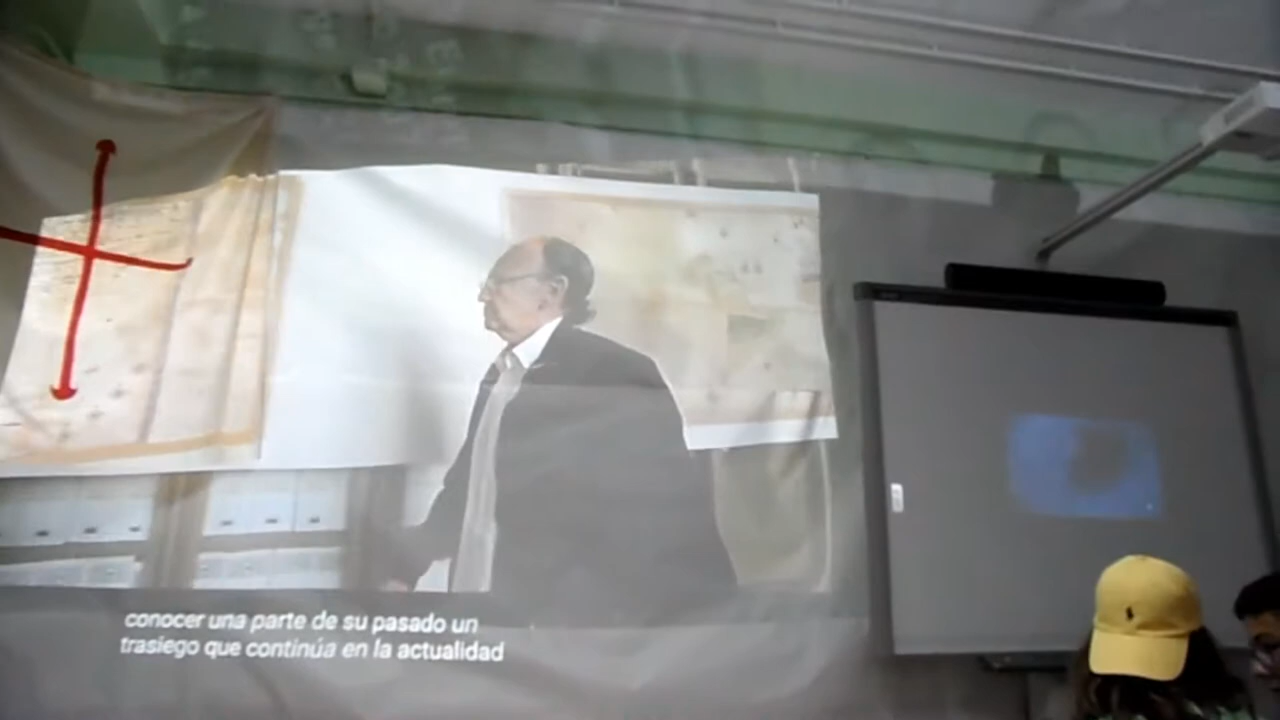 conocer una parte de su pasado un
trasiego que continúa en la actualidad